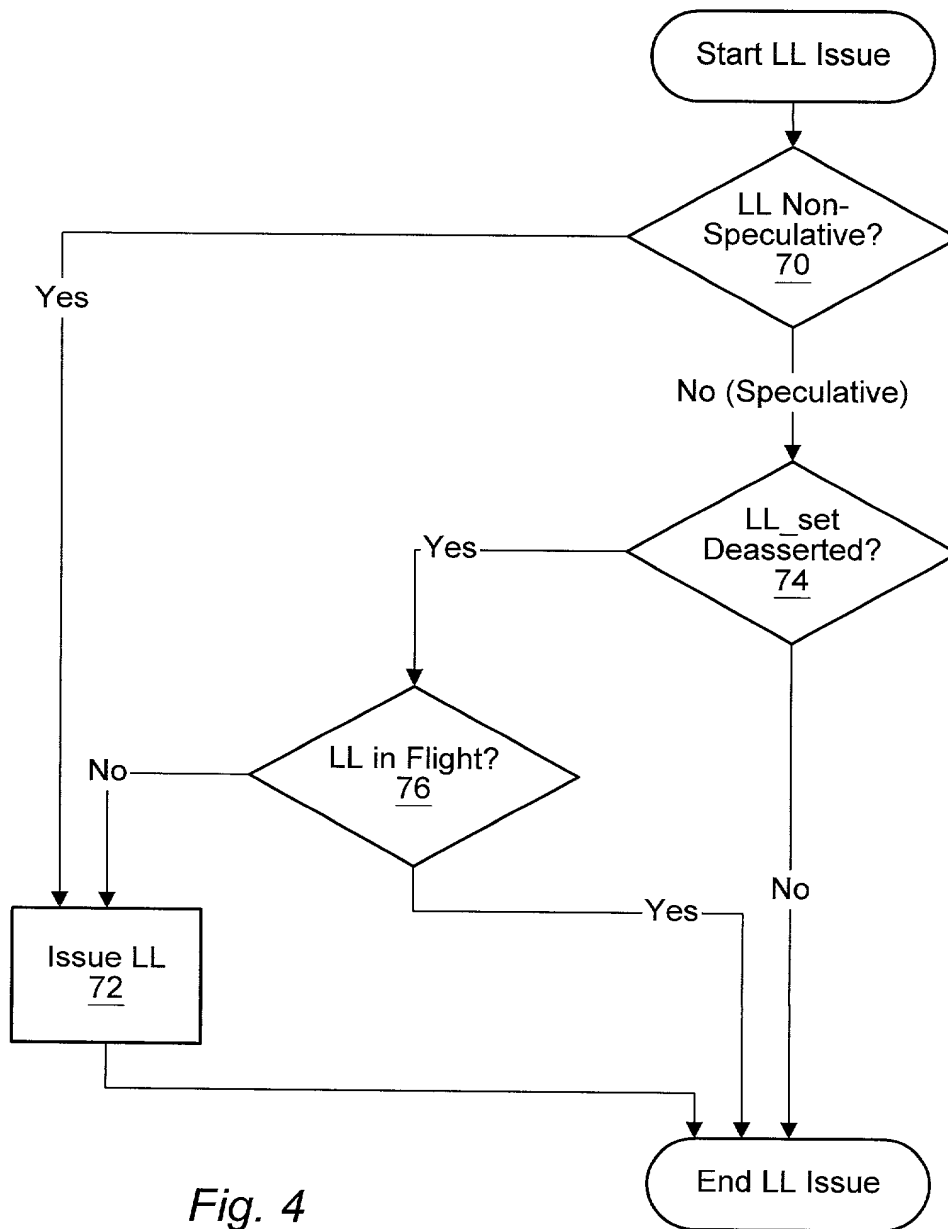 Start LL Issue
LL Non-
Speculative?
70
Yes
No (Speculative)
LL_set
Deasserted?
74
Yes
LL in Flight?
76
No
No
Yes
Issue LL
72
End LL Issue
Fig. 4